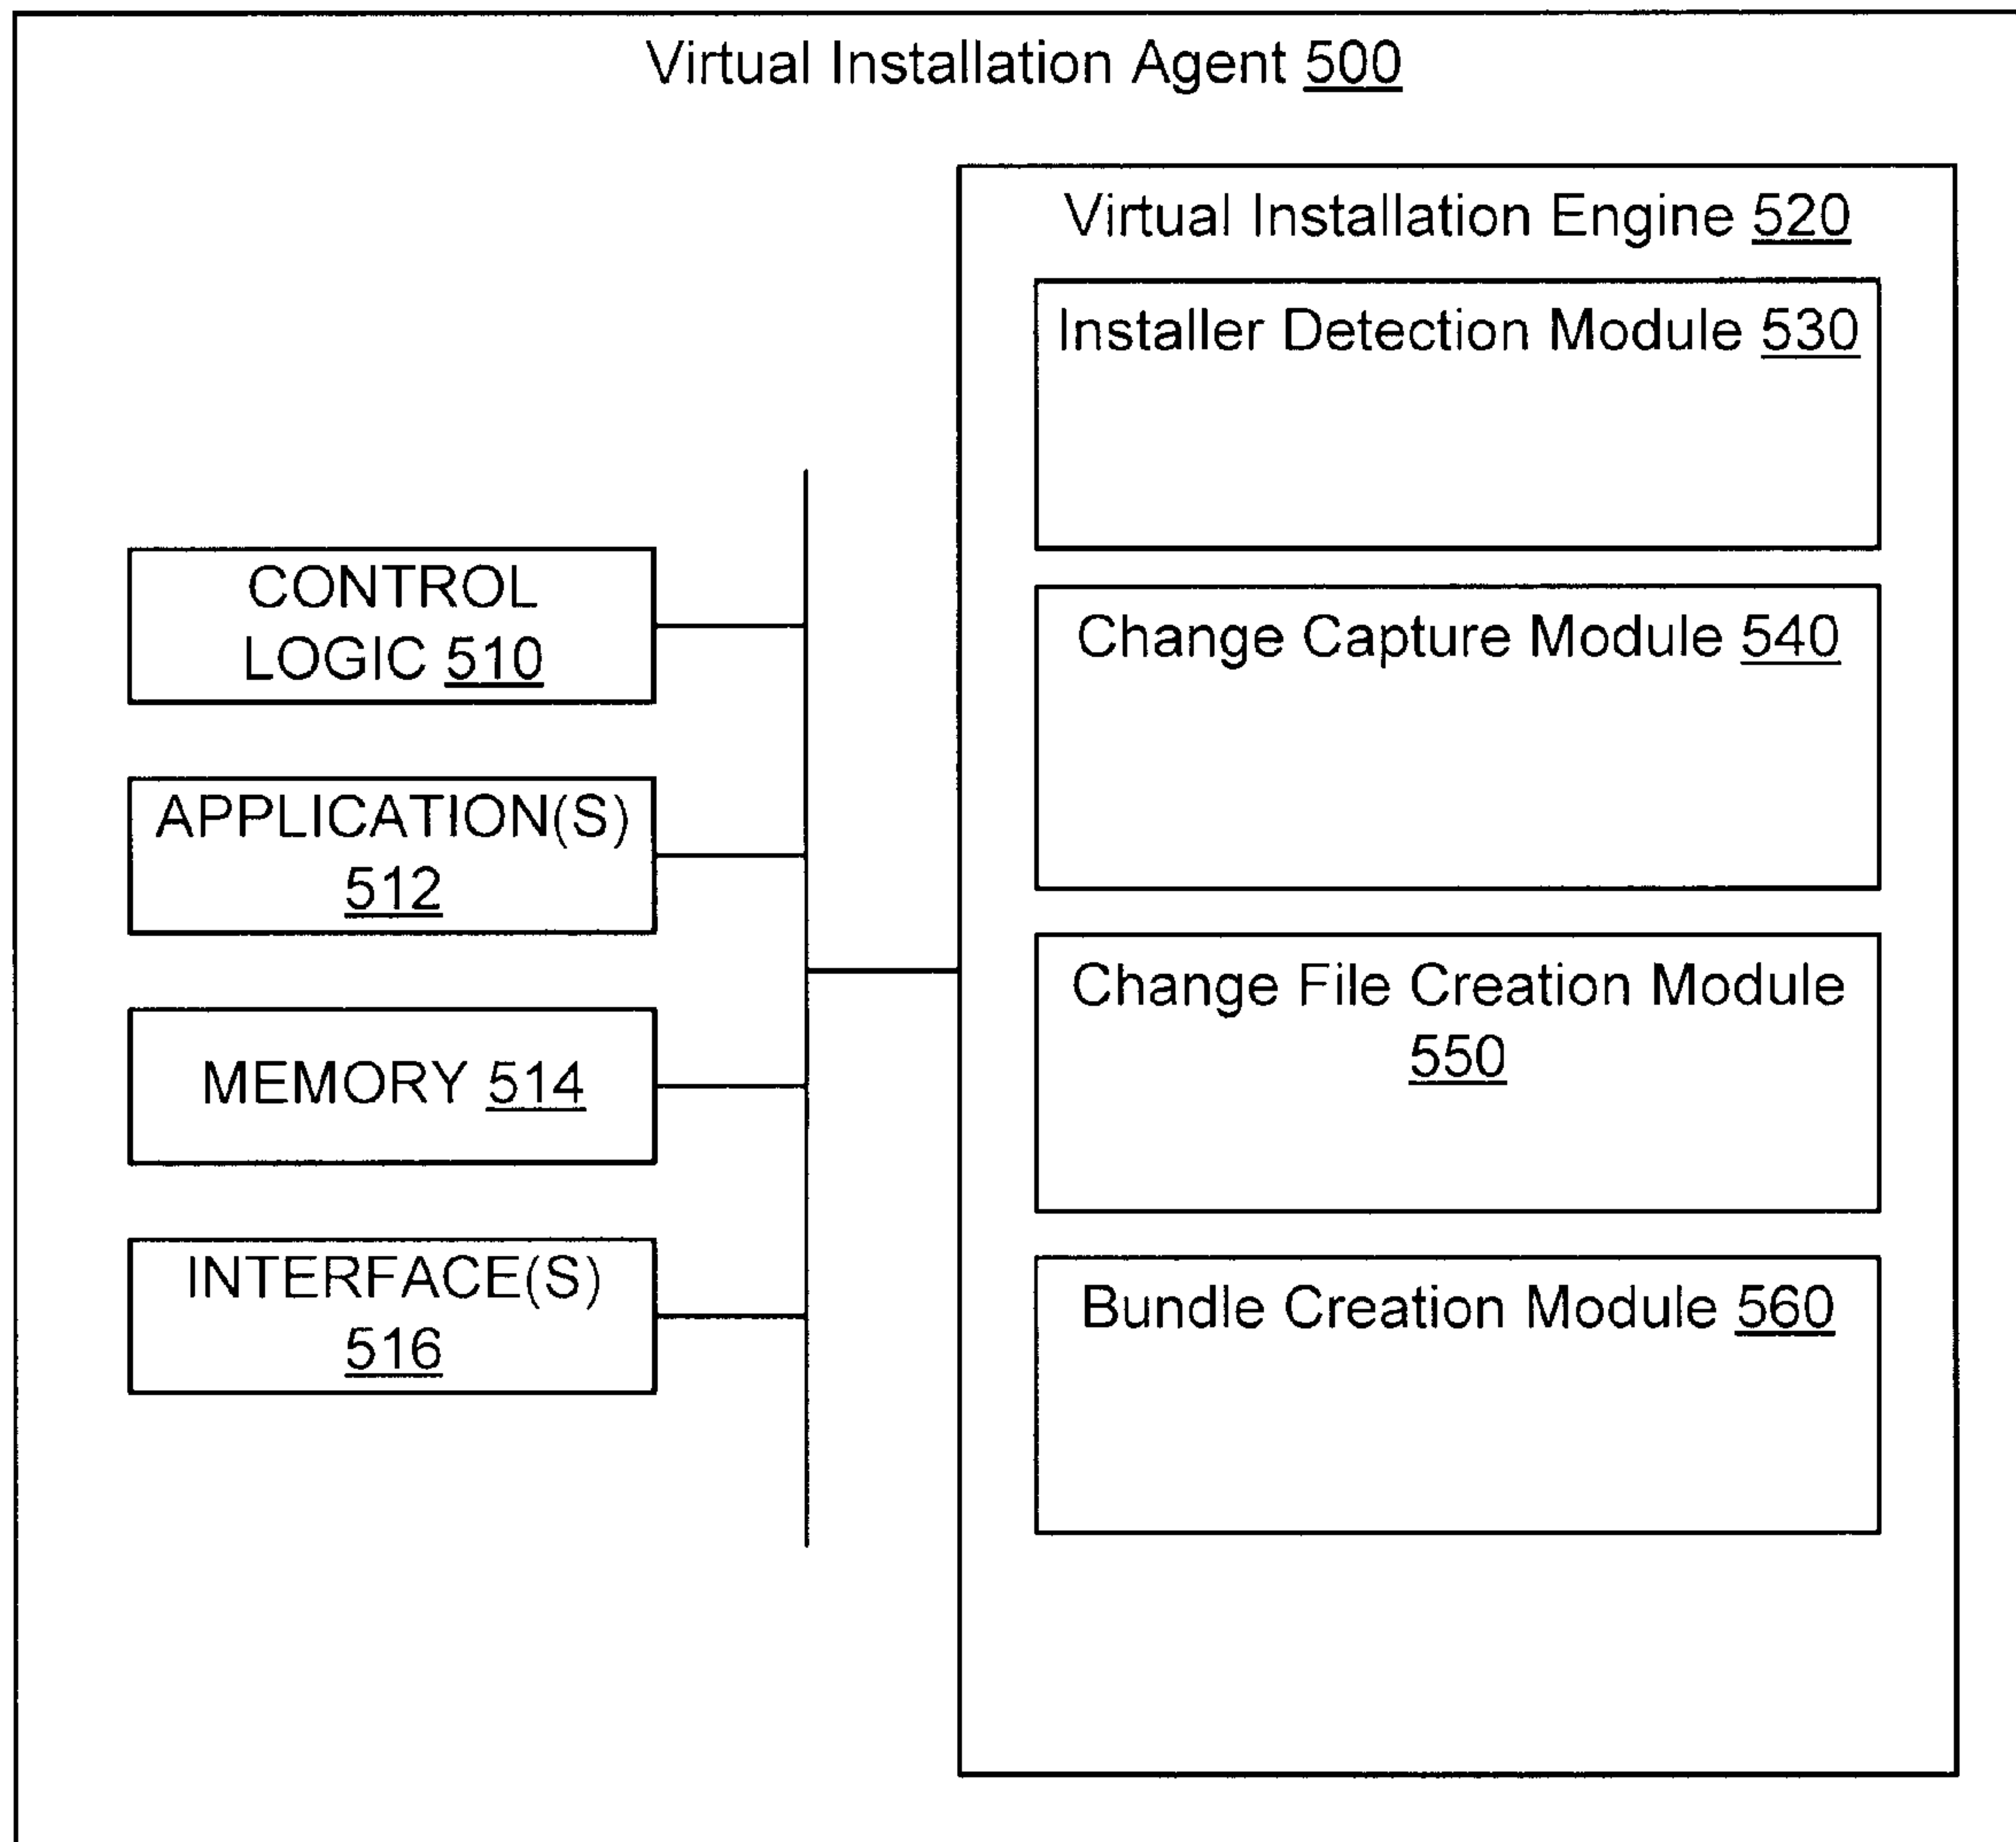 Virtual Installation Agent 500
Virtual Installation Engine 520
Installer Detection Module 530
Change Capture Module 540
Change File Creation Module
550
Bundle Creation Module 560
CONTROL
LOGIC 510
APPLICATION(S)
512
MEMORY 514
INTERFACE(S)
516